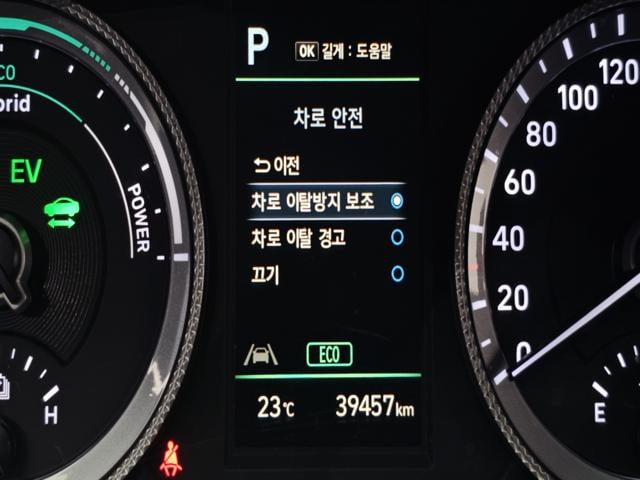 P
OK 길게 : 도움말
차로 안전
이전
차로 이탈방지 보조
차로 이탈 경고
끄기
ECO
23℃ 39457km
CO
brid
EV
POWER
H
120
100
80
60
40
20
0
E